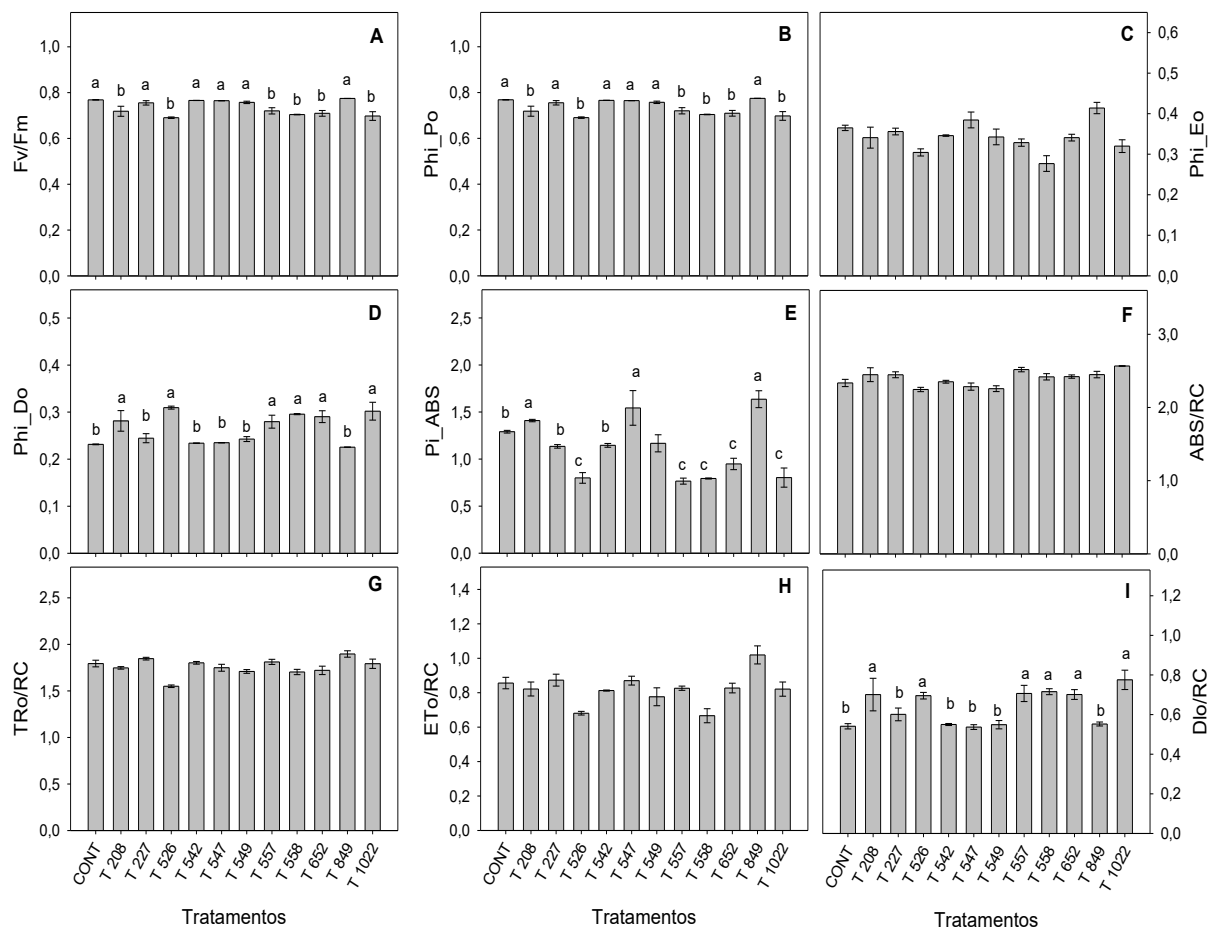 A
1,0
0,8
0,6
0,4
0,2
0,0
Fv/Fm
a b a b a a a b b b a b
B
1,0
0,8
0,6
0,4
0,2
0,0
Phi_Po
a b a b a a a b b b a b
C
0,6
0,5
0,4
0,3
0,2
0,1
0,0
Phi_Eo
D
0,5
0,4
0,3
0,2
0,1
0,0
Phi_Do
b a b a b b b a a a b a
E
2,5
2,0
1,5
1,0
0,5
0,0
Pi_ABS
b a b c b a b c c c a c
F
3,0
2,0
1,0
0,0
ABS/RC
G
2,5
2,0
1,5
1,0
0,5
0,0
TRo/RC
CONT
T 208
T 227
T 526
T 542
T 547
T 549
T 557
T 558
T 652
T 849
T 1022
Tratamentos
H
1,4
1,2
1,0
0,8
0,6
0,4
0,2
0,0
ETo/RC
CONT
T 208
T 227
T 526
T 542
T 547
T 549
T 557
T 558
T 652
T 849
T 1022
Tratamentos
I
1,2
1,0
0,8
0,6
0,4
0,2
0,0
DIo/RC
b a b a b b b a a a b a
CONT
T 208
T 227
T 526
T 542
T 547
T 549
T 557
T 558
T 652
T 849
T 1022
Tratamentos